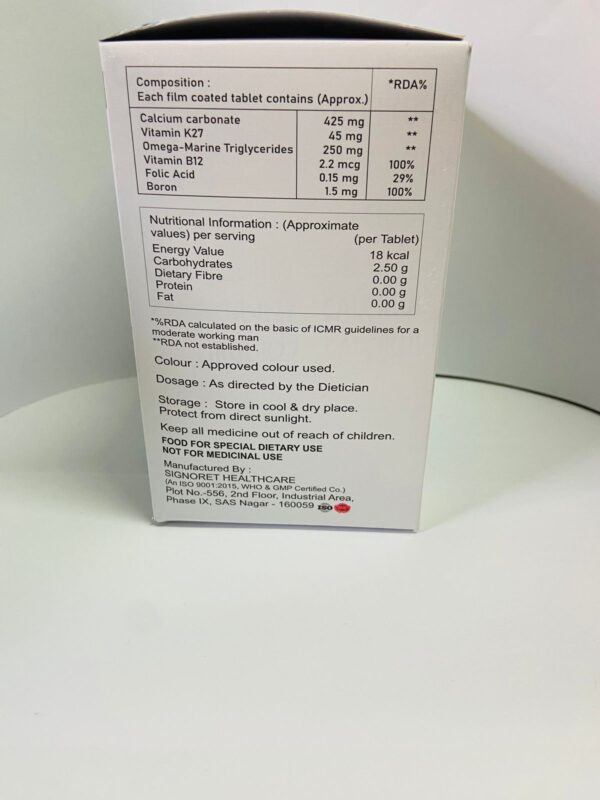 Composition : *RDA%
Each film coated tablet contains (Approx.)
Calcium carbonate 425 mg **
Vitamin K27 45 mg **
Omega-Marine Triglycerides 250 mg **
Vitamin B12 2.2 mcg 100%
Folic Acid 0.15 mg 29%
Boron 1.5 mg 100%
Nutritional Information : (Approximate
values) per serving (per Tablet)
Energy Value 18 kcal
Carbohydrates 2.50 g
Dietary Fibre 0.00 g
Protein 0.00 g
Fat 0.00 g
*%RDA calculated on the basic of ICMR guidelines for a
moderate working man
**RDA not established.
Colour : Approved colour used.
Dosage : As directed by the Dietician
Storage : Store in cool & dry place.
Protect from direct sunlight.
Keep all medicine out of reach of children.
FOOD FOR SPECIAL DIETARY USE
NOT FOR MEDICINAL USE
Manufactured By :
SIGNORET HEALTHCARE
(An ISO 9001:2015, WHO & GMP Certified Co.)
Plot No.-556, 2nd Floor, Industrial Area,
Phase IX, SAS Nagar - 160059 ISO